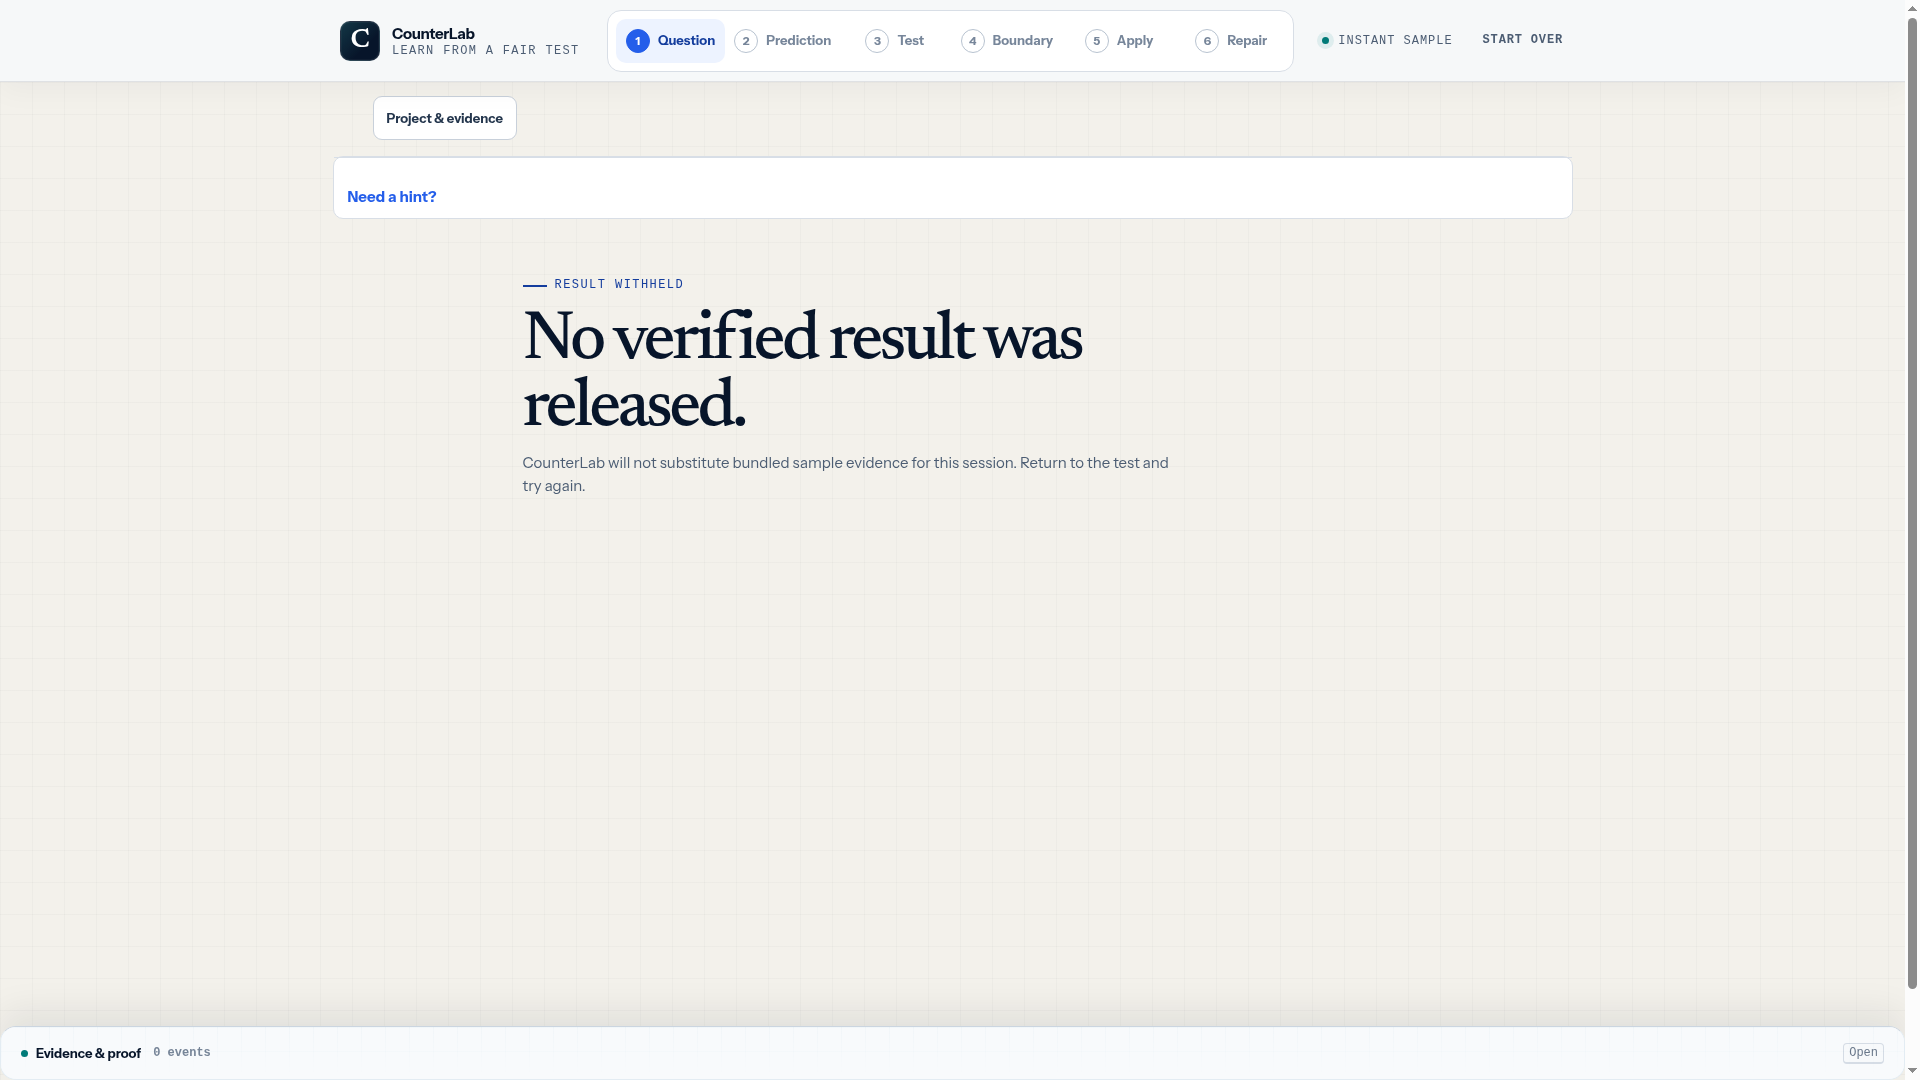 C
CounterLab
LEARN FROM A FAIR TEST
1 Question
2 Prediction
3 Test
4 Boundary
5 Apply
6 Repair
INSTANT SAMPLE
START OVER
Project & evidence
Need a hint?
RESULT WITHHELD
No verified result was
released.
CounterLab will not substitute bundled sample evidence for this session. Return to the test and
try again.
Evidence & proof 0 events
Open